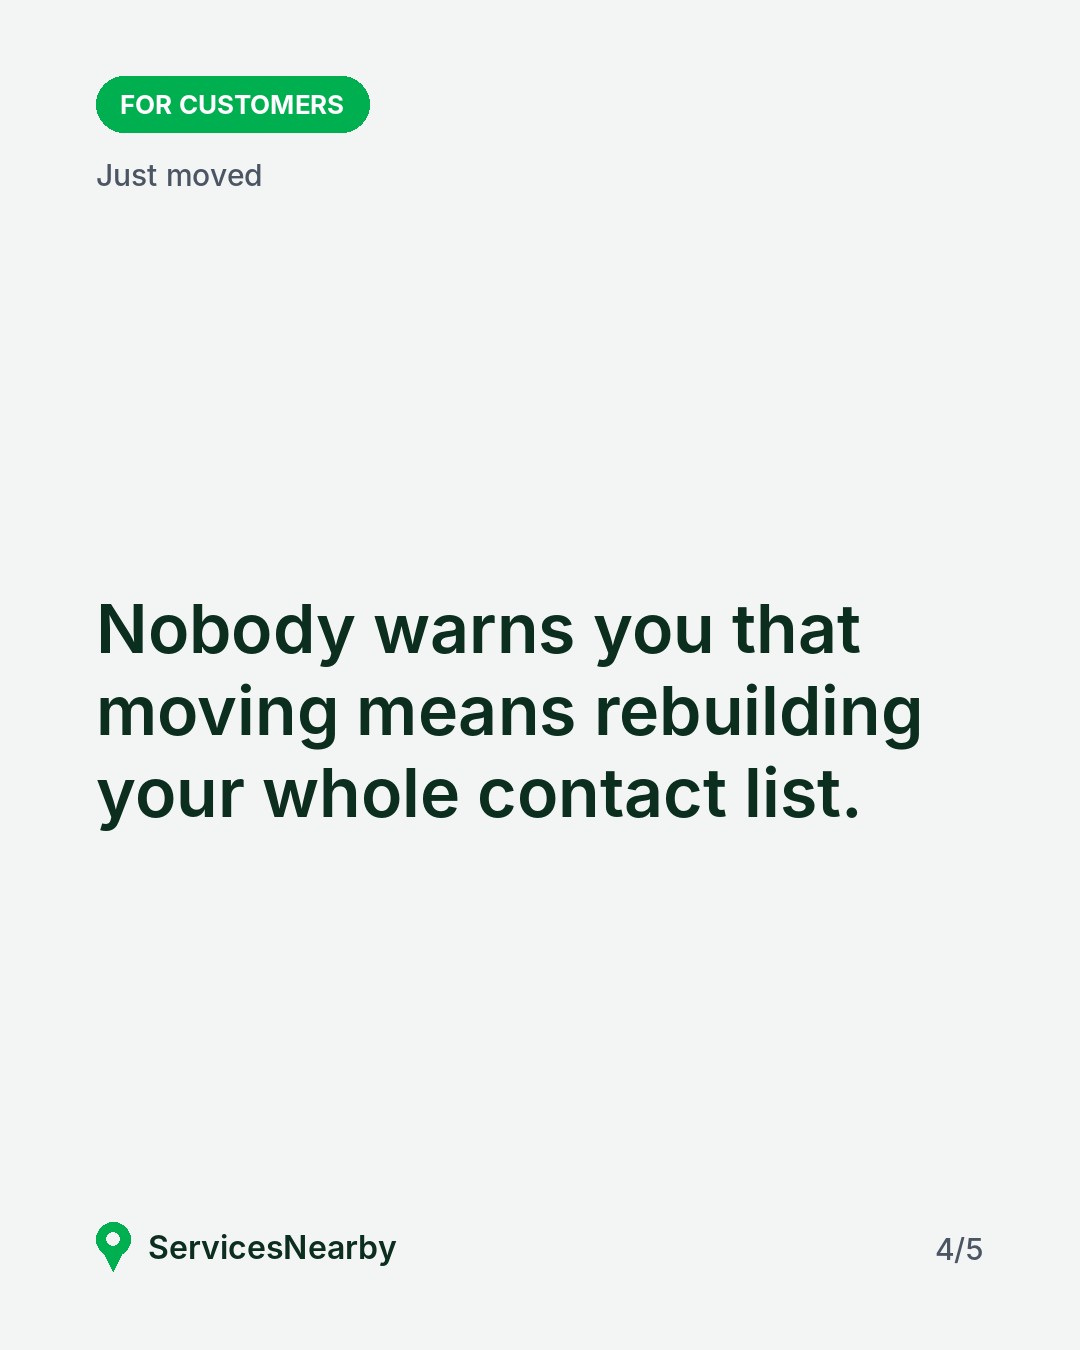 FOR CUSTOMERS
Just moved
Nobody warns you that
moving means rebuilding
your whole contact list.
ServicesNearby
4/5